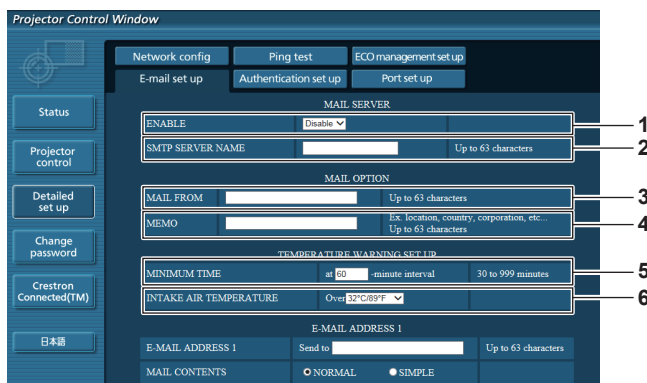 Projector Control Window
Network config Ping test ECO management set up
E-mail set up Authentication set up Port set up
Status
Projector control
Detailed set up
Change password
Crestron Connected(TM)
日本語
MAIL SERVER
ENABLE Disable 1
SMTP SERVER NAME Up to 63 characters 2
MAIL OPTION
MAIL FROM Up to 63 characters 3
MEMO Ex. location, country, corporation, etc... Up to 63 characters 4
TEMPERATURE WARNING SET UP
MINIMUM TIME at 60 -minute interval 30 to 999 minutes 5
INTAKE AIR TEMPERATURE Over 32°C/89°F 6
E-MAIL ADDRESS 1
E-MAIL ADDRESS 1 Send to Up to 63 characters
MAIL CONTENTS NORMAL SIMPLE